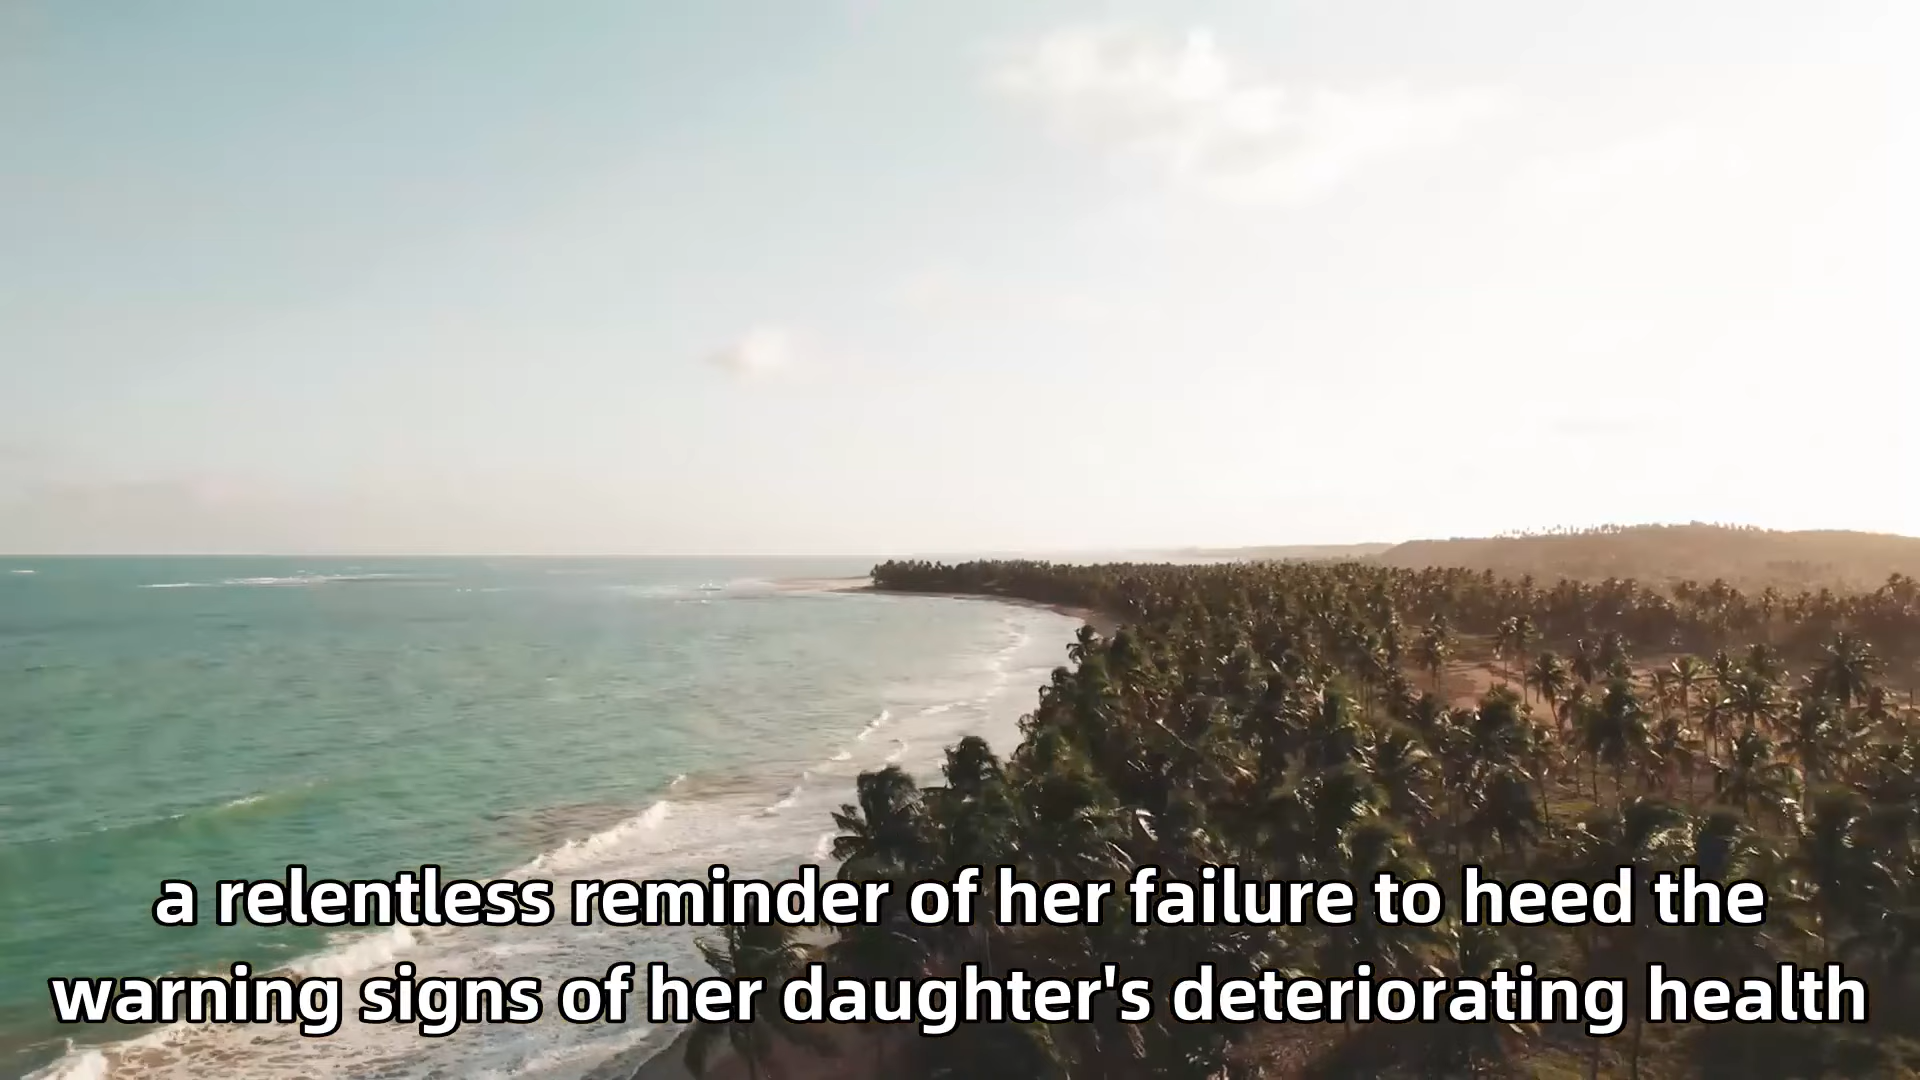 a relentless reminder of her failure to heed the
warning signs of her daughter's deteriorating health